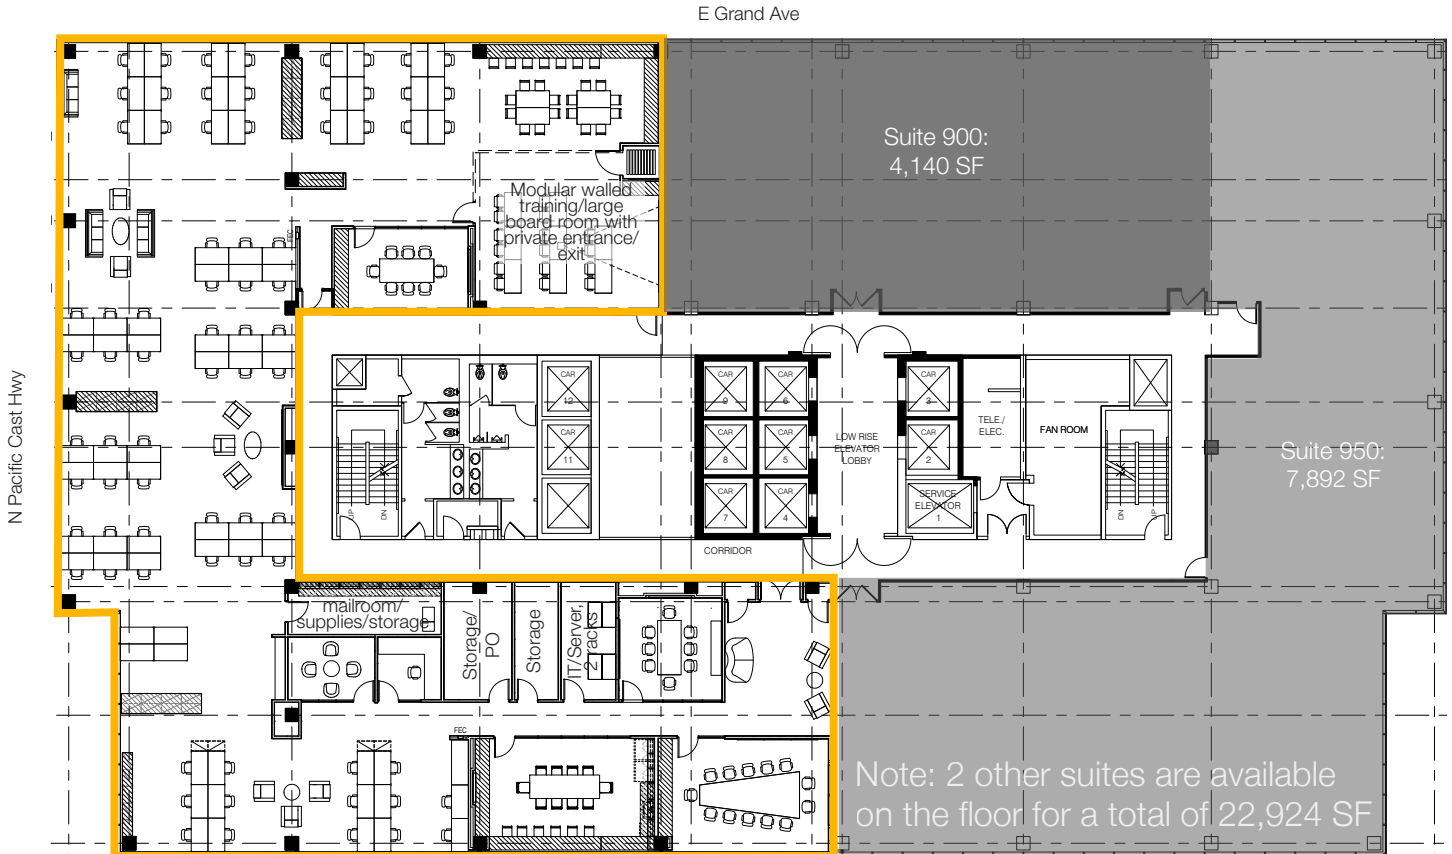 E Grand Ave
Suite 900:
4,140 SF
Modular walled
training/large
board room with
private entrance/
exit
FEC
N Pacific Cast Hwy
CAR
12
CAR
9
CAR
6
CAR
3
TELE./
ELEC.
FAN ROOM
LOW RISE
ELEVATOR
LOBBY
CAR
11
CAR
8
CAR
5
CAR
2
Suite 950:
7,892 SF
CAR
7
CAR
4
SERVICE
ELEVATOR
1
UP
DN
DN
UP
CORRIDOR
mailroom/
supplies/storage
Storage/
PO
Storage
IT/Server,
2 racks
FEC
Note: 2 other suites are available
on the floor for a total of 22,924 SF